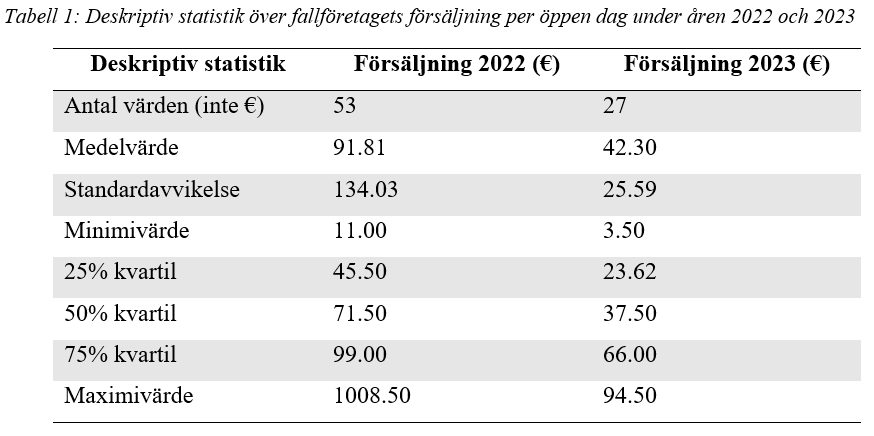 Tabell 1: Deskriptiv statistik över fallföretagets försäljning per öppen dag under åren 2022 och 2023
Deskriptiv statistik Försäljning 2022 (€) Försäljning 2023 (€)
Antal värden (inte €) 53 27
Medelvärde 91.81 42.30
Standardavvikelse 134.03 25.59
Minimivärde 11.00 3.50
25% kvartil 45.50 23.62
50% kvartil 71.50 37.50
75% kvartil 99.00 66.00
Maximivärde 1008.50 94.50